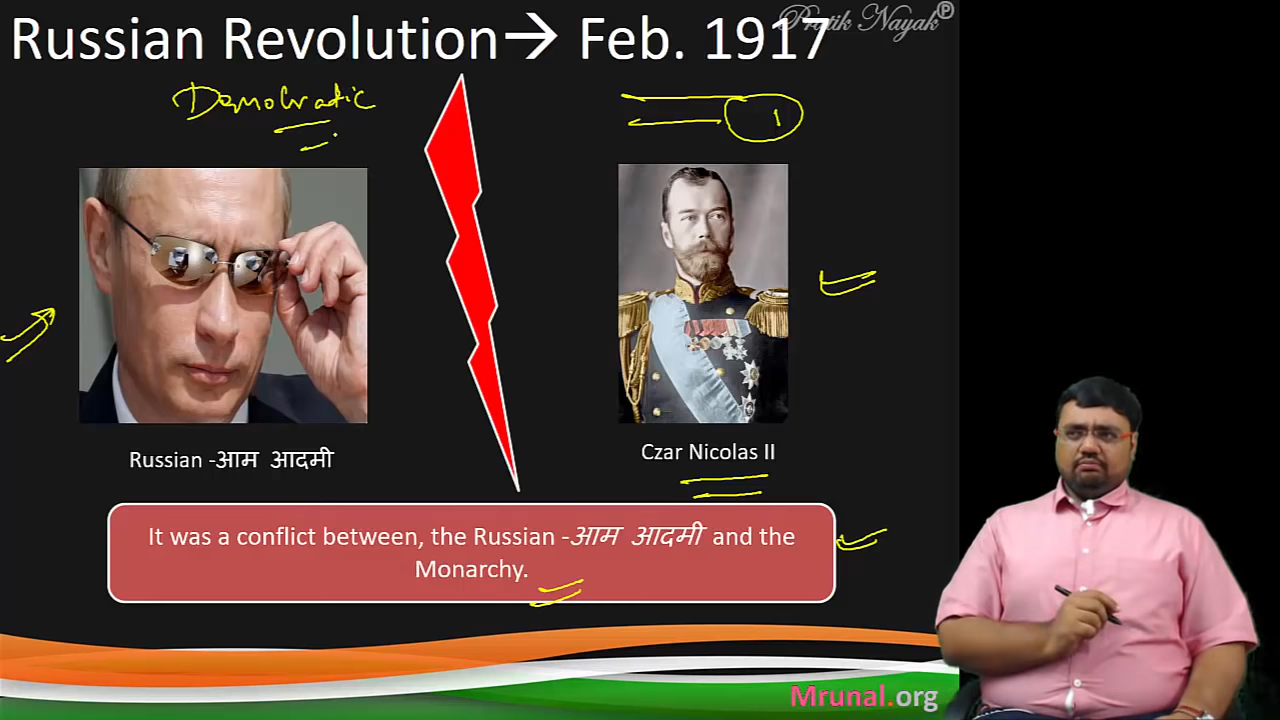 Russian Revolution→ Feb. 1917
Pratik Nayak ℗
Democratic
1
Russian -आम आदमी
Czar Nicolas II
It was a conflict between, the Russian -आम आदमी and the
Monarchy.
Mrunal.org